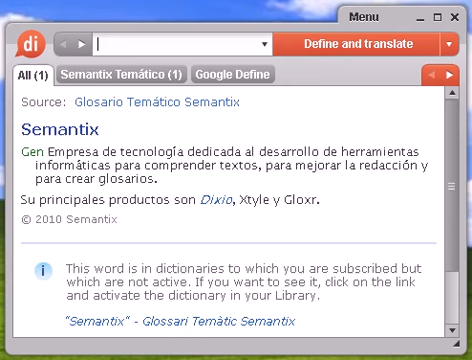 Menu
di
Define and translate
All (1)
Semantix Temático (1)
Google Define
Source: Glosario Temático Semantix
Semantix
Gen Empresa de tecnología dedicada al desarrollo de herramientas
informáticas para comprender textos, para mejorar la redacción y
para crear glosarios.
Su principales productos son Dixio, Xtyle y Gloxr.
© 2010 Semantix
i
This word is in dictionaries to which you are subscribed but
which are not active. If you want to see it, click on the link
and activate the dictionary in your Library.
"Semantix" - Glossari Temàtic Semantix